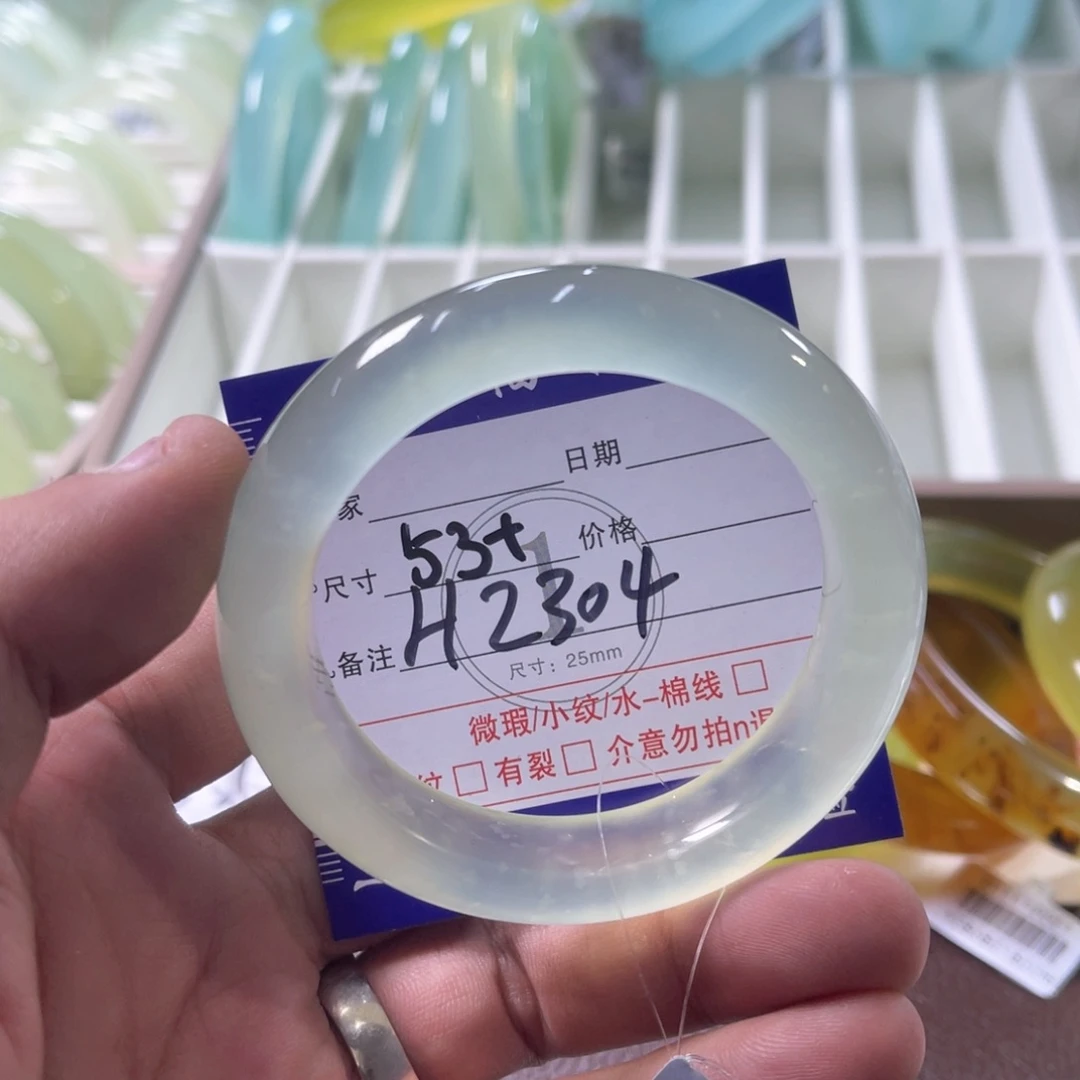 日期
家
尺寸 53+ 价格
备注 H2304
尺寸：25mm
微瑕/小纹/水-棉线 □
纹 □ 有裂 □ 介意勿拍n